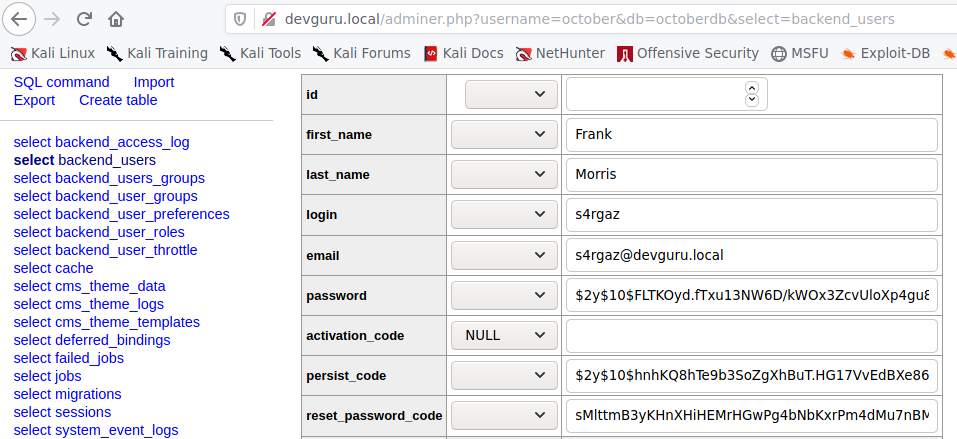 devguru.local/adminer.php?username=october&db=octoberdb&select=backend_users
Kali Linux Kali Training Kali Tools Kali Forums Kali Docs NetHunter Offensive Security MSFU Exploit-DB
SQL command Import
Export Create table
select backend_access_log
select backend_users
select backend_users_groups
select backend_user_groups
select backend_user_preferences
select backend_user_roles
select backend_user_throttle
select cache
select cms_theme_data
select cms_theme_logs
select cms_theme_templates
select deferred_bindings
select failed_jobs
select jobs
select migrations
select sessions
select system_event_logs
id
first_name Frank
last_name Morris
login s4rgaz
email s4rgaz@devguru.local
password $2y$10$FLTKOyd.fTxu13NW6D/kWOx3ZcvUloXp4gu8
activation_code NULL
persist_code $2y$10$hnhKQ8hTe9b3SoZgXhBuT.HG17VvEdBXe86
reset_password_code sMlttmB3yKHnXHiHEMrHGwPg4bNbKxrPm4dMu7nBM